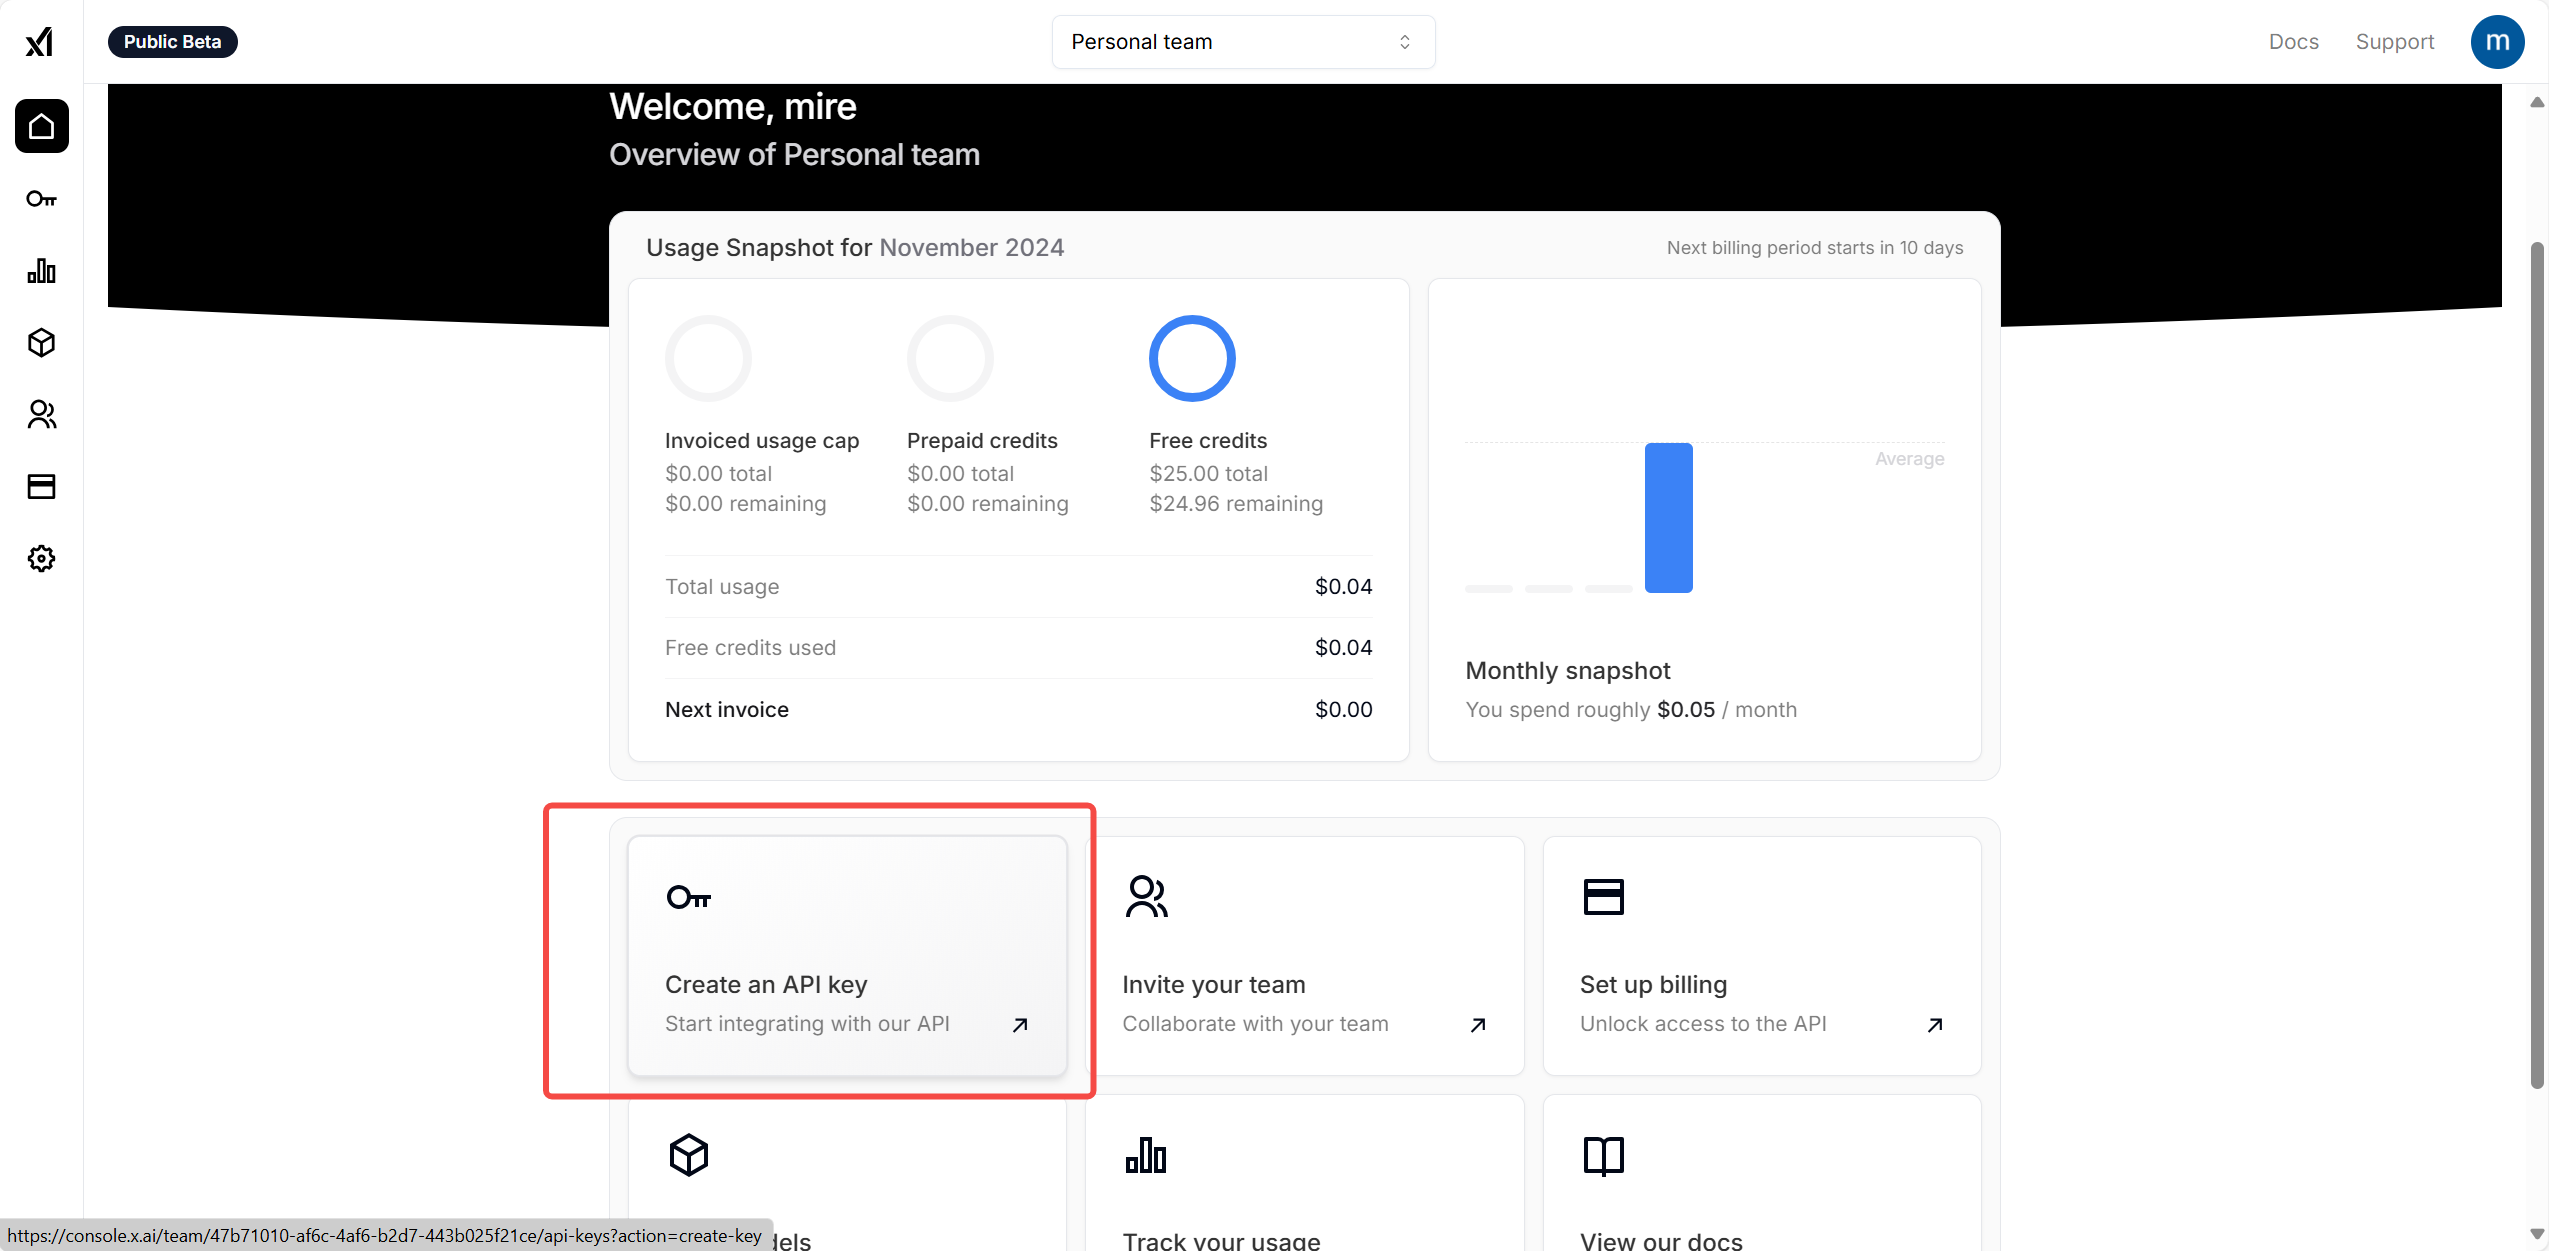 xI
Public Beta
Personal team
Docs
Support
m
Welcome, mire
Overview of Personal team
Usage Snapshot for November 2024
Next billing period starts in 10 days
Invoiced usage cap
$0.00 total
$0.00 remaining
Prepaid credits
$0.00 total
$0.00 remaining
Free credits
$25.00 total
$24.96 remaining
Total usage
$0.04
Free credits used
$0.04
Next invoice
$0.00
Average
Monthly snapshot
You spend roughly $0.05 / month
Create an API key
Start integrating with our API
Invite your team
Collaborate with your team
Set up billing
Unlock access to the API
Track your usage
View our docs
https://console.x.ai/team/47b71010-af6c-4af6-b2d7-443b025f21ce/api-keys?action=create-key